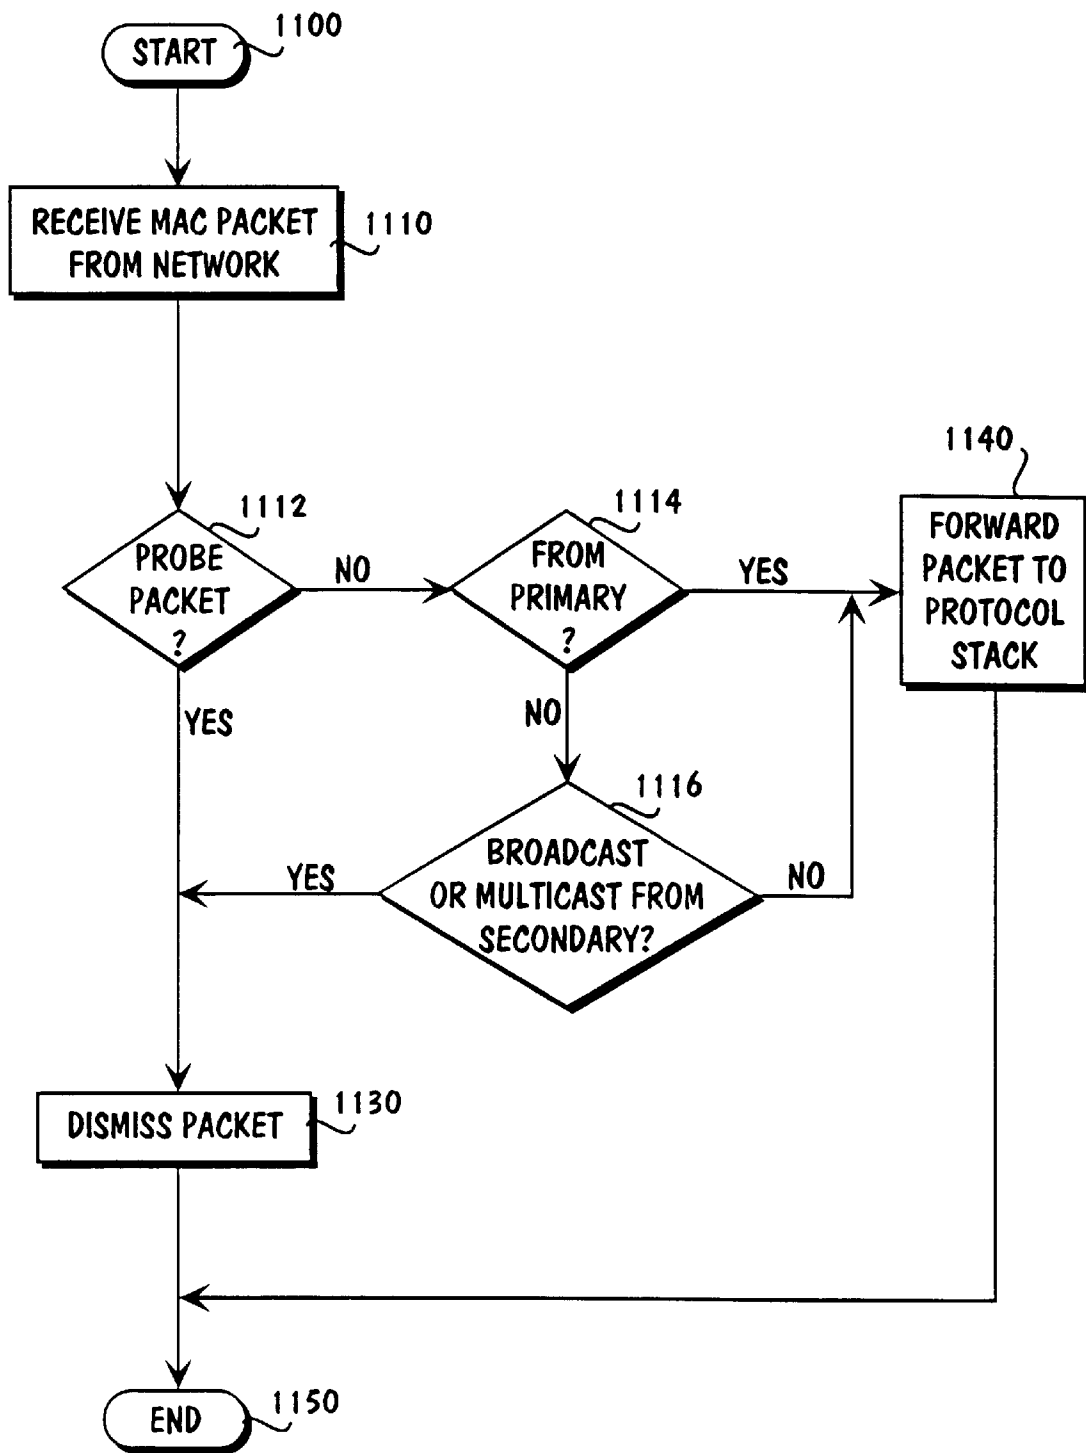 START
1100
RECEIVE MAC PACKET
FROM NETWORK
1110
PROBE
PACKET
?
1112
NO
FROM
PRIMARY
?
1114
YES
1140
FORWARD
PACKET TO
PROTOCOL
STACK
YES
NO
1116
BROADCAST
OR MULTICAST FROM
SECONDARY?
YES
NO
DISMISS PACKET
1130
END
1150